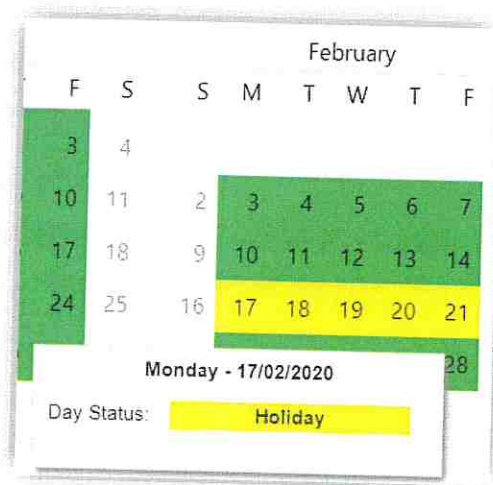 February
F S S M T W T F
3 4
10 11 2 3 4 5 6 7
17 18 9 10 11 12 13 14
24 25 16 17 18 19 20 21
28
Monday - 17/02/2020
Day Status: Holiday